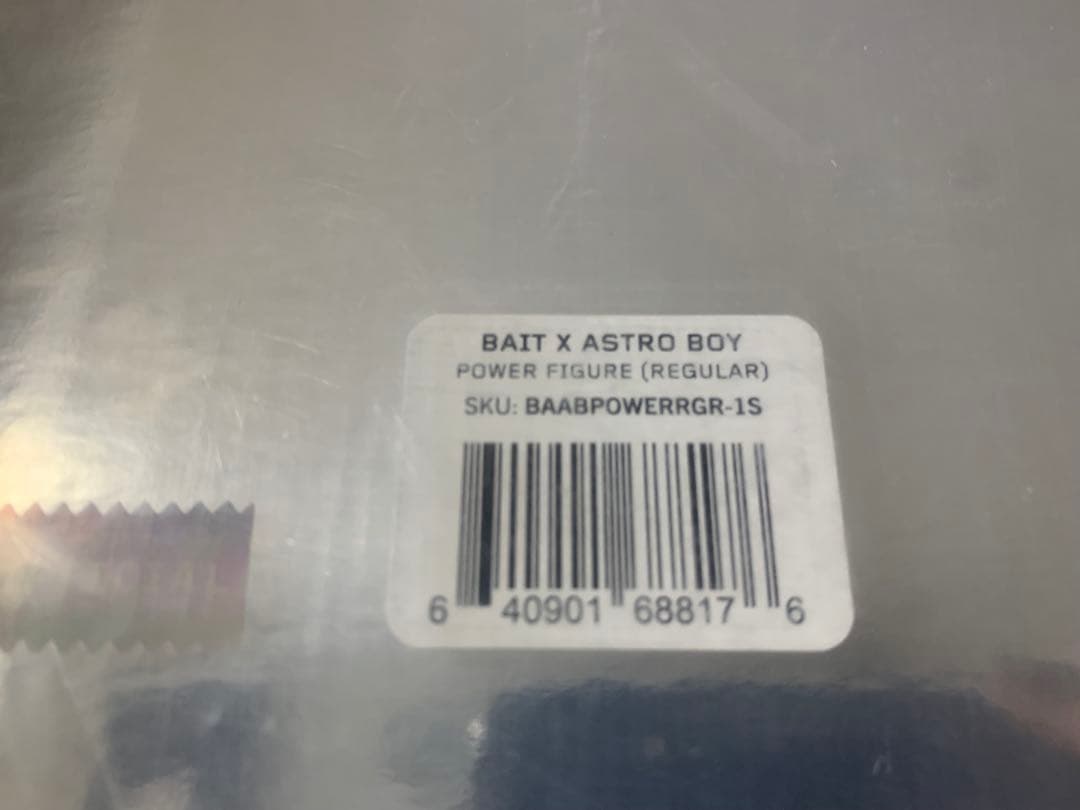 BAIT X ASTRO BOY
POWER FIGURE (REGULAR)
SKU: BAABPOWERRGR-1S
6 40901 68817 6